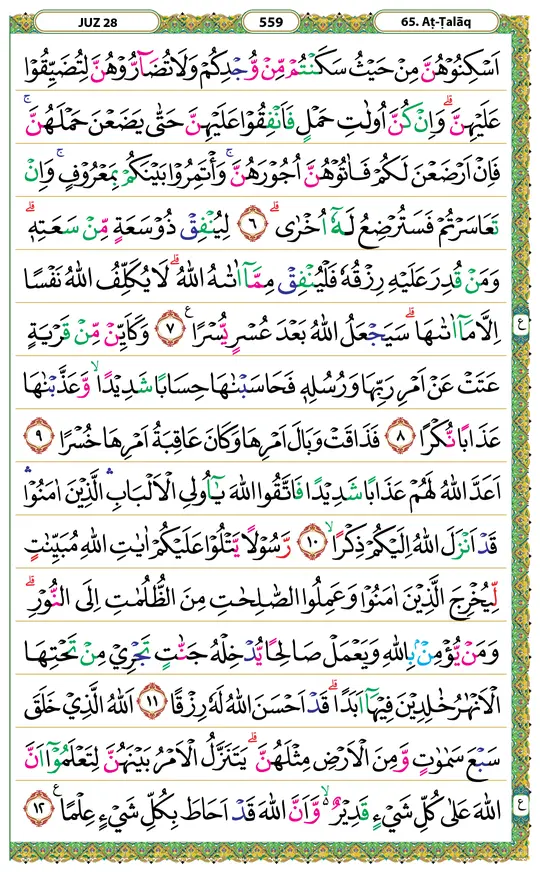 JUZ 28 559 65. Aṭ-Ṭalāq
اَسْكِنُوْهُنَّ مِنْ حَيْثُ سَكَنْتُمْ مِّنْ وُّجْدِكُمْ وَلَا تُضَآرُّوْهُنَّ لِتُضَيِّقُوْا
عَلَيْهِنَّ ۗ وَاِنْ كُنَّ اُولٰتِ حَمْلٍ فَاَنْفِقُوْا عَلَيْهِنَّ حَتّٰى يَضَعْنَ حَمْلَهُنَّ ۚ
فَاِنْ اَرْضَعْنَ لَكُمْ فَاٰتُوْهُنَّ اُجُوْرَهُنَّ ۚ وَأْتَمِرُوْا بَيْنَكُمْ بِمَعْرُوْفٍ ۚ وَاِنْ
تَعَاسَرْتُمْ فَسَتُرْضِعُ لَهٗٓ اُخْرٰى ۗ ٦ لِيُنْفِقْ ذُوْ سَعَةٍ مِّنْ سَعَتِهٖ ۗ
وَمَنْ قُدِرَ عَلَيْهِ رِزْقُهٗ فَلْيُنْفِقْ مِمَّآ اٰتٰىهُ اللّٰهُ ۗ لَا يُكَلِّفُ اللّٰهُ نَفْسًا
اِلَّا مَآ اٰتٰىهَا ۗ سَيَجْعَلُ اللّٰهُ بَعْدَ عُسْرٍ يُّسْرًا ࣖ ٧ وَكَاَيِّنْ مِّنْ قَرْيَةٍ
ع
عَتَتْ عَنْ اَمْرِ رَبِّهَا وَرُسُلِهٖ فَحَاسَبْنٰهَا حِسَابًا شَدِيْدًا ۙ وَّعَذَّبْنٰهَا
عَذَابًا نُّكْرًا ٨ فَذَاقَتْ وَبَالَ اَمْرِهَا وَكَانَ عَاقِبَةُ اَمْرِهَا خُسْرًا ٩
اَعَدَّ اللّٰهُ لَهُمْ عَذَابًا شَدِيْدًا فَاتَّقُوا اللّٰهَ يٰٓاُولِى الْاَلْبَابِ ۛ الَّذِيْنَ اٰمَنُوْا ۛ
قَدْ اَنْزَلَ اللّٰهُ اِلَيْكُمْ ذِكْرًا ۙ ١٠ رَّسُوْلًا يَّتْلُوْا عَلَيْكُمْ اٰيٰتِ اللّٰهِ مُبَيِّنٰتٍ
لِّيُخْرِجَ الَّذِيْنَ اٰمَنُوْا وَعَمِلُوا الصّٰلِحٰتِ مِنَ الظُّلُمٰتِ اِلَى النُّوْرِ ۗ
وَمَنْ يُّؤْمِنْۢ بِاللّٰهِ وَيَعْمَلْ صَالِحًا يُّدْخِلْهُ جَنّٰتٍ تَجْرِيْ مِنْ تَحْتِهَا
الْاَنْهٰرُ خٰلِدِيْنَ فِيْهَآ اَبَدًا ۗ قَدْ اَحْسَنَ اللّٰهُ لَهٗ رِزْقًا ١١ اَللّٰهُ الَّذِيْ خَلَقَ
سَبْعَ سَمٰوٰتٍ وَّمِنَ الْاَرْضِ مِثْلَهُنَّ ۗ يَتَنَزَّلُ الْاَمْرُ بَيْنَهُنَّ لِتَعْلَمُوْٓا اَنَّ
اللّٰهَ عَلٰى كُلِّ شَيْءٍ قَدِيْرٌ ۙ وَّاَنَّ اللّٰهَ قَدْ اَحَاطَ بِكُلِّ شَيْءٍ عِلْمًا ࣖ ١٢
ع